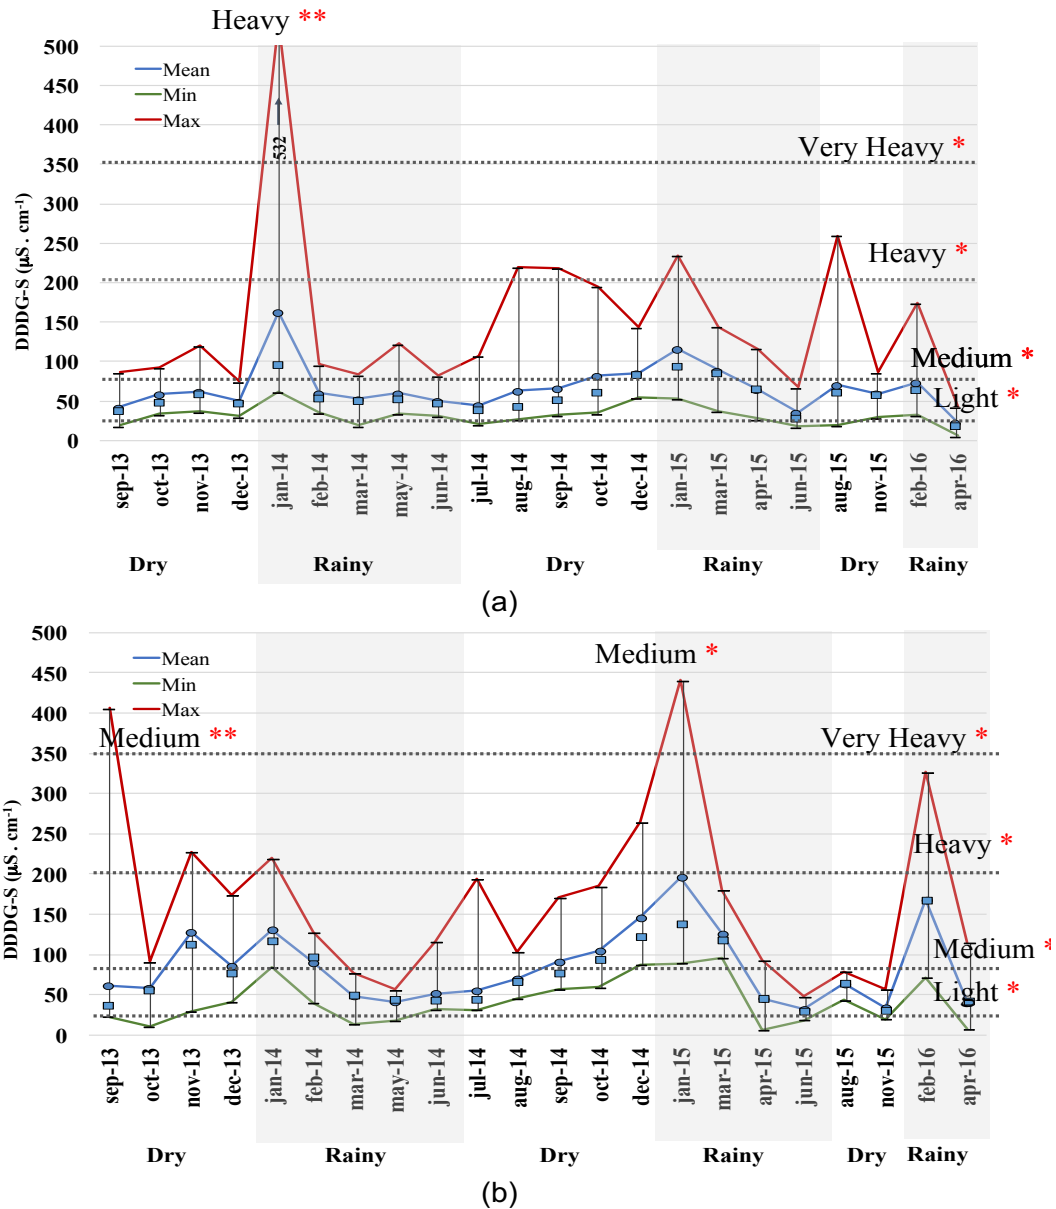 Heavy **
500
450
400
350
300
250
200
150
100
50
0
DDDG-S (µS . cm⁻¹)
Mean
Min
Max
532
Very Heavy *
Heavy *
Medium *
Light *
sep-13
oct-13
nov-13
dec-13
jan-14
feb-14
mar-14
may-14
jun-14
jul-14
aug-14
sep-14
oct-14
dec-14
jan-15
mar-15
apr-15
jun-15
aug-15
nov-15
feb-16
apr-16
Dry Rainy Dry Rainy Dry Rainy
(a)
500
450
400
350
300
250
200
150
100
50
0
DDDG-S (µS . cm⁻¹)
Mean
Min
Max
Medium *
Medium **
Very Heavy *
Heavy *
Medium *
Light *
sep-13
oct-13
nov-13
dec-13
jan-14
feb-14
mar-14
may-14
jun-14
jul-14
aug-14
sep-14
oct-14
dec-14
jan-15
mar-15
apr-15
jun-15
aug-15
nov-15
feb-16
apr-16
Dry Rainy Dry Rainy Dry Rainy
(b)